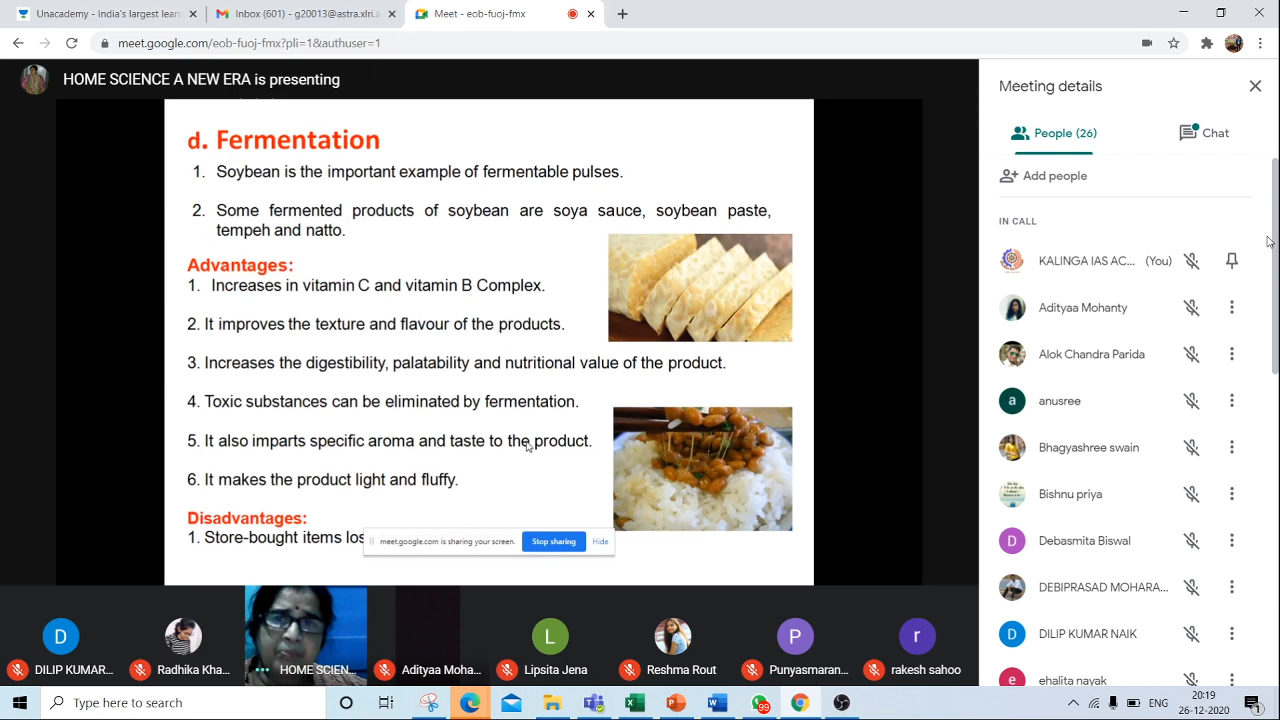 Unacademy - India's largest learn
Inbox (601) - g20013@astra.xlri.
Meet - eob-fuoj-fmx
meet.google.com/eob-fuoj-fmx?pli=1&authuser=1
HOME SCIENCE A NEW ERA is presenting
d. Fermentation
1. Soybean is the important example of fermentable pulses.
2. Some fermented products of soybean are soya sauce, soybean paste,
tempeh and natto.
Advantages:
1. Increases in vitamin C and vitamin B Complex.
2. It improves the texture and flavour of the products.
3. Increases the digestibility, palatability and nutritional value of the product.
4. Toxic substances can be eliminated by fermentation.
5. It also imparts specific aroma and taste to the product.
6. It makes the product light and fluffy.
Disadvantages:
1. Store-bought items los
meet.google.com is sharing your screen. Stop sharing Hide
D L P r
DILIP KUMAR... Radhika Kha... HOME SCIEN... Adityaa Moha... Lipsita Jena Reshma Rout Punyasmaran... rakesh sahoo
Meeting details
People (26) Chat
Add people
IN CALL
KALINGA IAS AC... (You)
Adityaa Mohanty
Alok Chandra Parida
a anusree
Bhagyashree swain
Bishnu priya
D Debasmita Biswal
DEBIPRASAD MOHARA...
D DILIP KUMAR NAIK
e ehalita nayak
Type here to search
99
ENG
20:19
26-12-2020
1